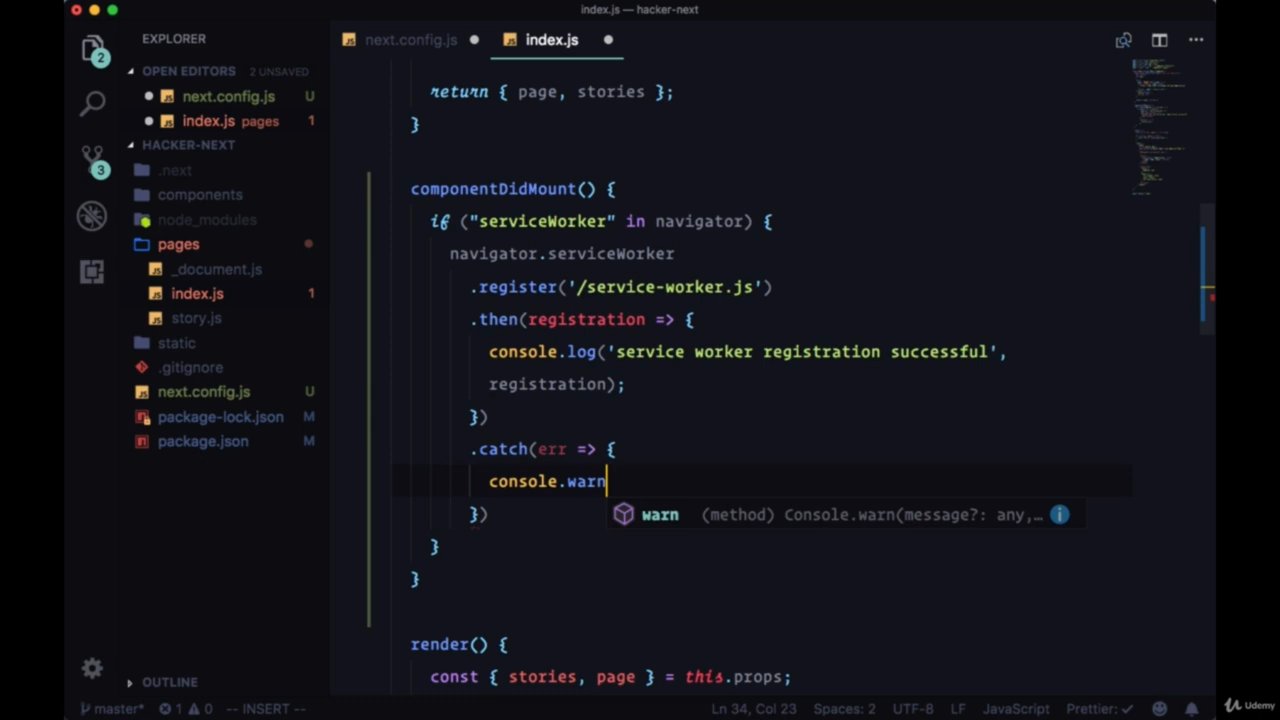 index.js — hacker-next
EXPLORER
OPEN EDITORS 2 UNSAVED
next.config.js U
index.js pages 1
HACKER-NEXT
.next
components
node_modules
pages
_document.js
index.js 1
story.js
static
.gitignore
next.config.js U
package-lock.json M
package.json M
OUTLINE
2
3
next.config.js
index.js
return { page, stories };
}
componentDidMount() {
if ("serviceWorker" in navigator) {
navigator.serviceWorker
.register('/service-worker.js')
.then(registration => {
console.log('service worker registration successful',
registration);
})
.catch(err => {
console.warn
warn (method) Console.warn(message?: any,…
})
}
}
render() {
const { stories, page } = this.props;
master* 1 0 -- INSERT -- Ln 34, Col 23 Spaces: 2 UTF-8 LF JavaScript Prettier: ✓
Udemy